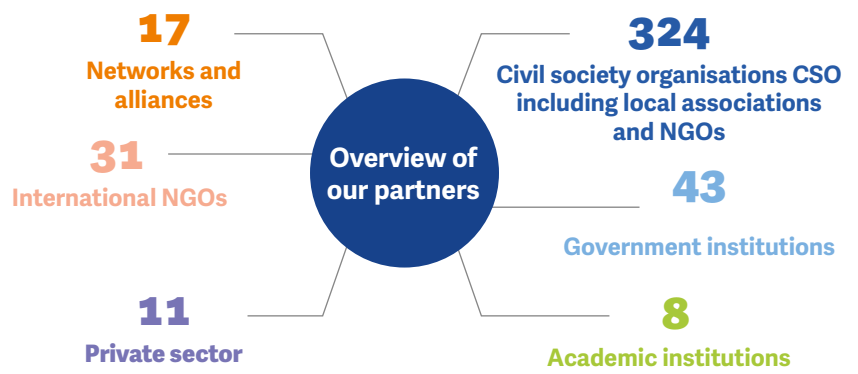 17
Networks and
alliances
31
International NGOs
11
Private sector
Overview of
our partners
324
Civil society organisations CSO
including local associations
and NGOs
43
Government institutions
8
Academic institutions